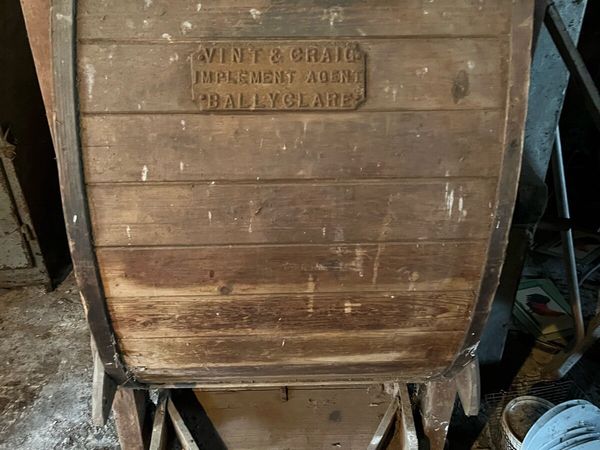 VINT & CRAIG
IMPLEMENT AGENT
BALLYCLARE